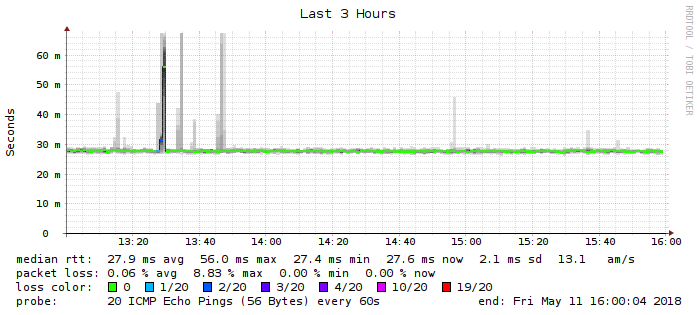 Last 3 Hours
RRDTOOL / TOBI OETIKER
Seconds
60 m
50 m
40 m
30 m
20 m
10 m
0
13:20 13:40 14:00 14:20 14:40 15:00 15:20 15:40 16:00
median rtt: 27.9 ms avg 56.0 ms max 27.4 ms min 27.6 ms now 2.1 ms sd 13.1 am/s
packet loss: 0.06 % avg 8.83 % max 0.00 % min 0.00 % now
loss color: 0 1/20 2/20 3/20 4/20 10/20 19/20
probe: 20 ICMP Echo Pings (56 Bytes) every 60s end: Fri May 11 16:00:04 2018